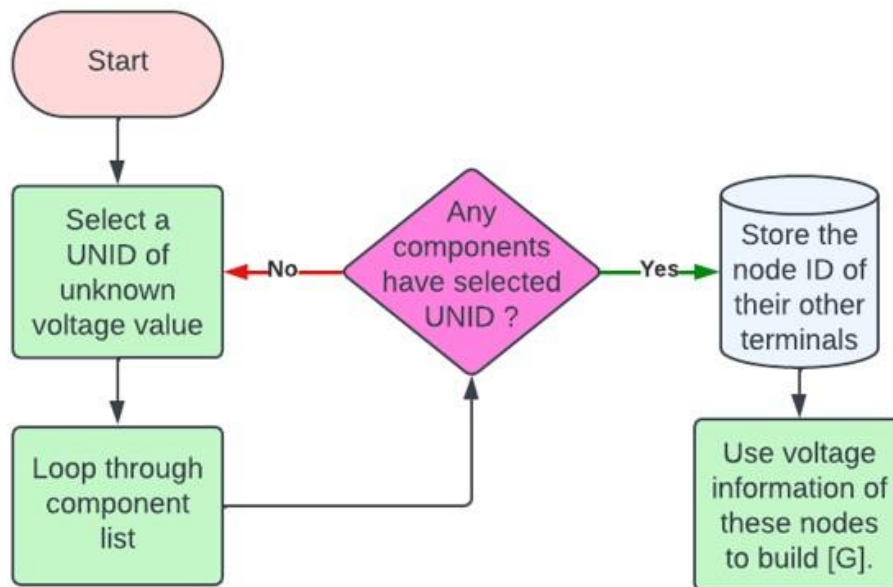 Start
Select a
UNID of
unknown
voltage value
Loop through
component
list
Any
components
have selected
UNID ?
No
Yes
Store the
node ID of
their other
terminals
Use voltage
information of
these nodes
to build [G].